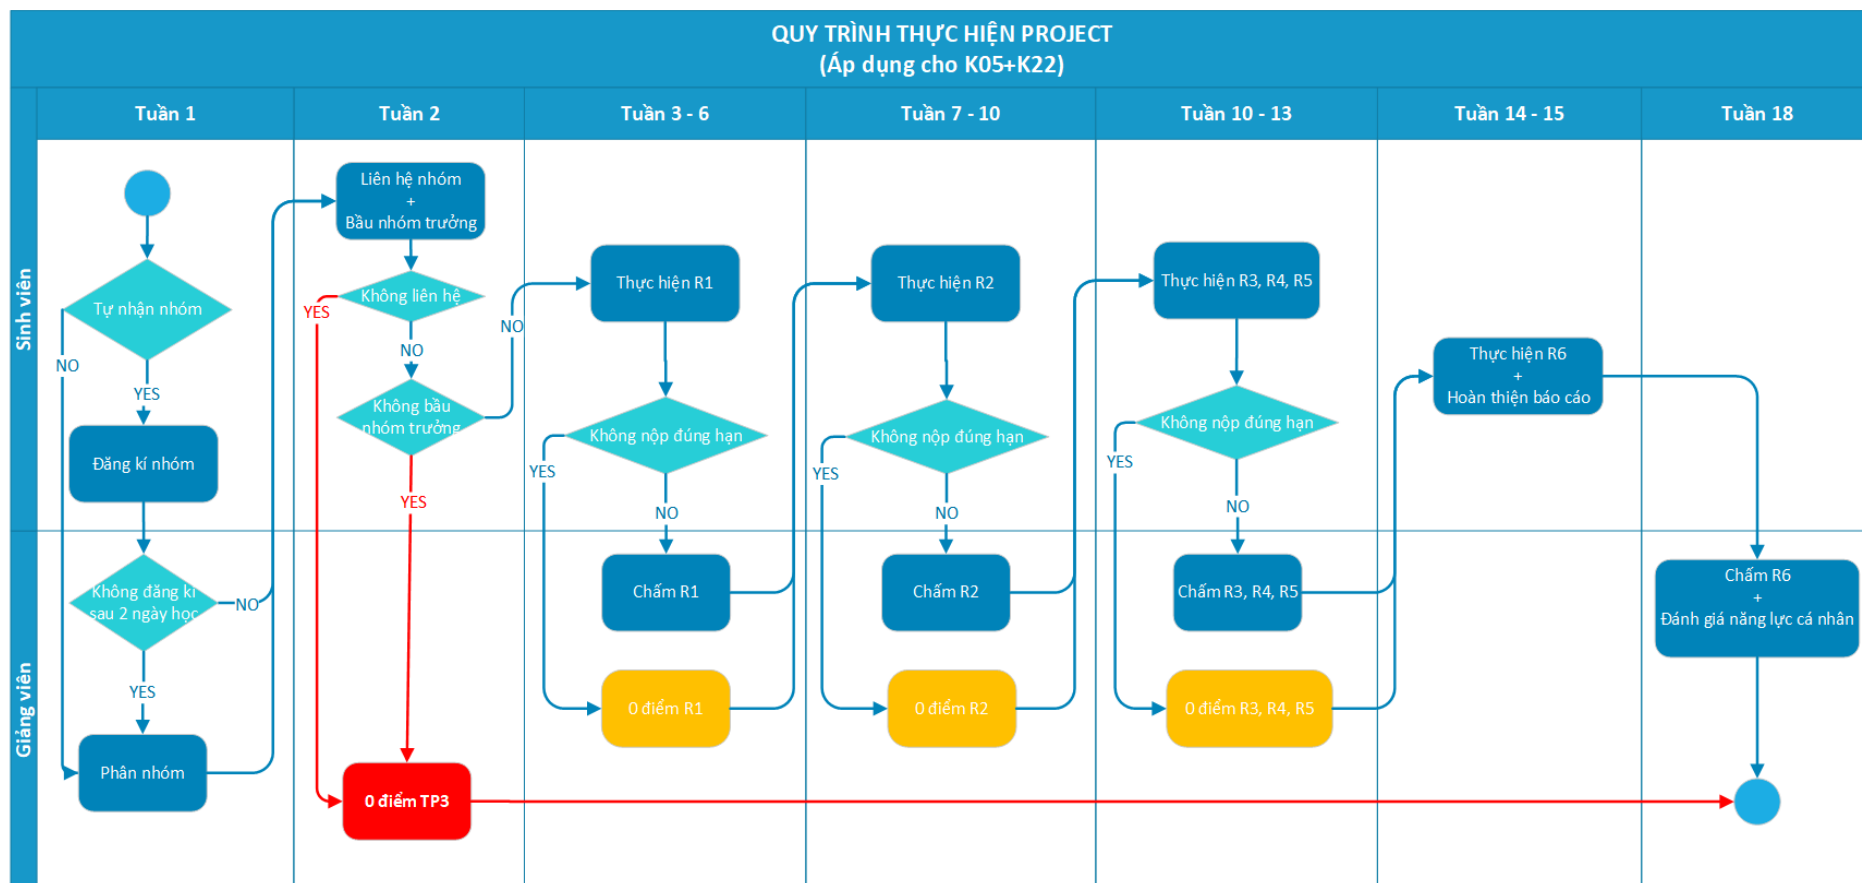 QUY TRÌNH THỰC HIỆN PROJECT
(Áp dụng cho K05+K22)
Tuần 1
Tuần 2
Tuần 3 - 6
Tuần 7 - 10
Tuần 10 - 13
Tuần 14 - 15
Tuần 18
Sinh viên
Tự nhận nhóm
NO
YES
Đăng kí nhóm
Liên hệ nhóm
+
Bầu nhóm trưởng
Không liên hệ
YES
NO
Không bầu
nhóm trưởng
NO
YES
Thực hiện R1
Không nộp đúng hạn
YES
NO
Thực hiện R2
Không nộp đúng hạn
YES
NO
Thực hiện R3, R4, R5
Không nộp đúng hạn
YES
NO
Thực hiện R6
+
Hoàn thiện báo cáo
Giảng viên
Không đăng kí
sau 2 ngày học
NO
YES
Phân nhóm
0 điểm TP3
Chấm R1
0 điểm R1
Chấm R2
0 điểm R2
Chấm R3, R4, R5
0 điểm R3, R4, R5
Chấm R6
+
Đánh giá năng lực cá nhân